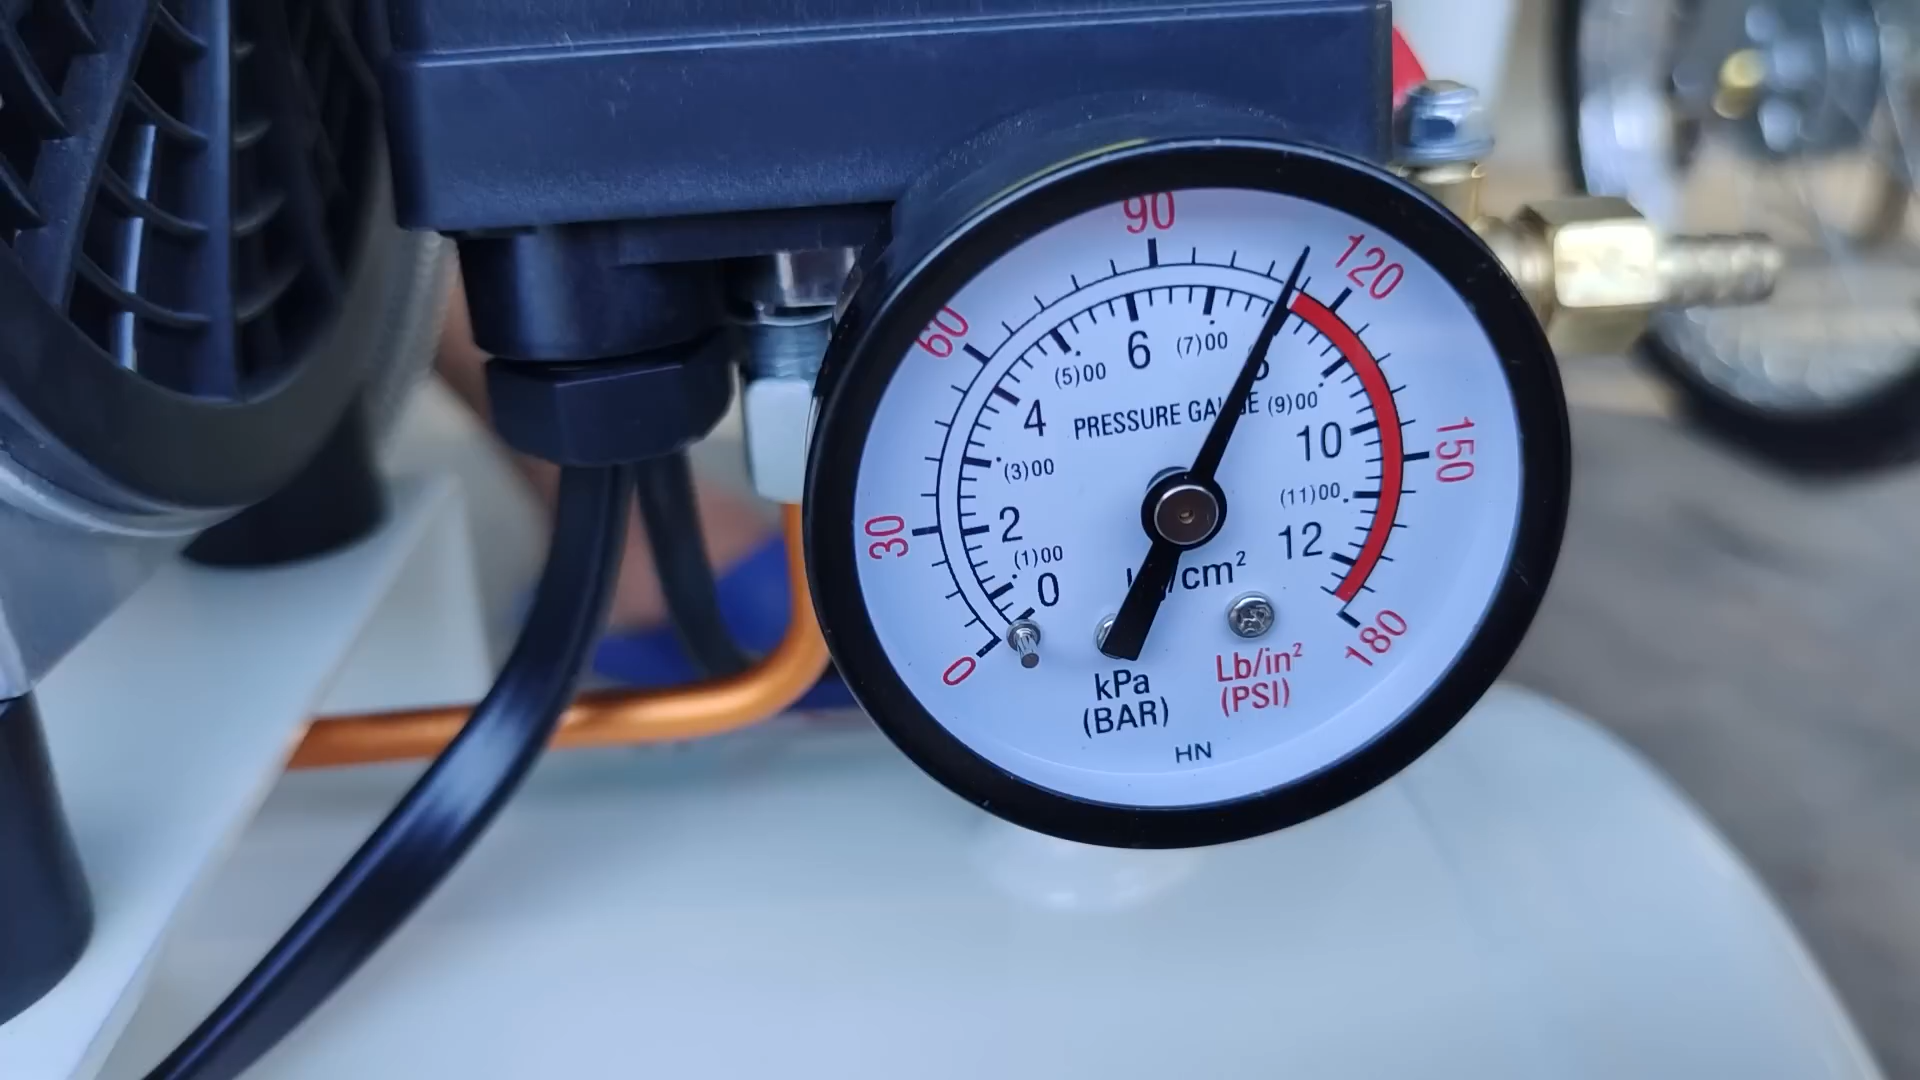 0
30
60
90
120
150
180
0
(1)00
2
(3)00
4
(5)00
6
(7)00
(9)00
10
(11)00
12
PRESSURE GAUGE
/cm²
kPa
(BAR)
Lb/in²
(PSI)
HN